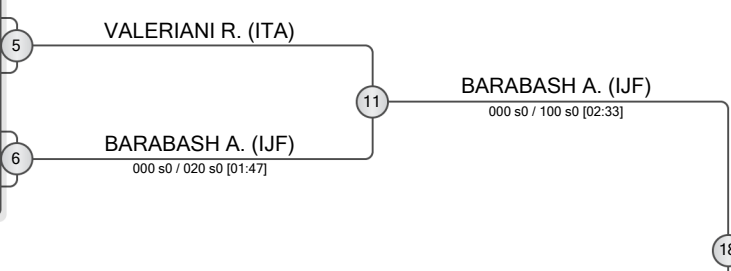 VALERIANI R. (ITA)
5
BARABASH A. (IJF)
11
000 s0 / 100 s0 [02:33]
BARABASH A. (IJF)
6
000 s0 / 020 s0 [01:47]
18